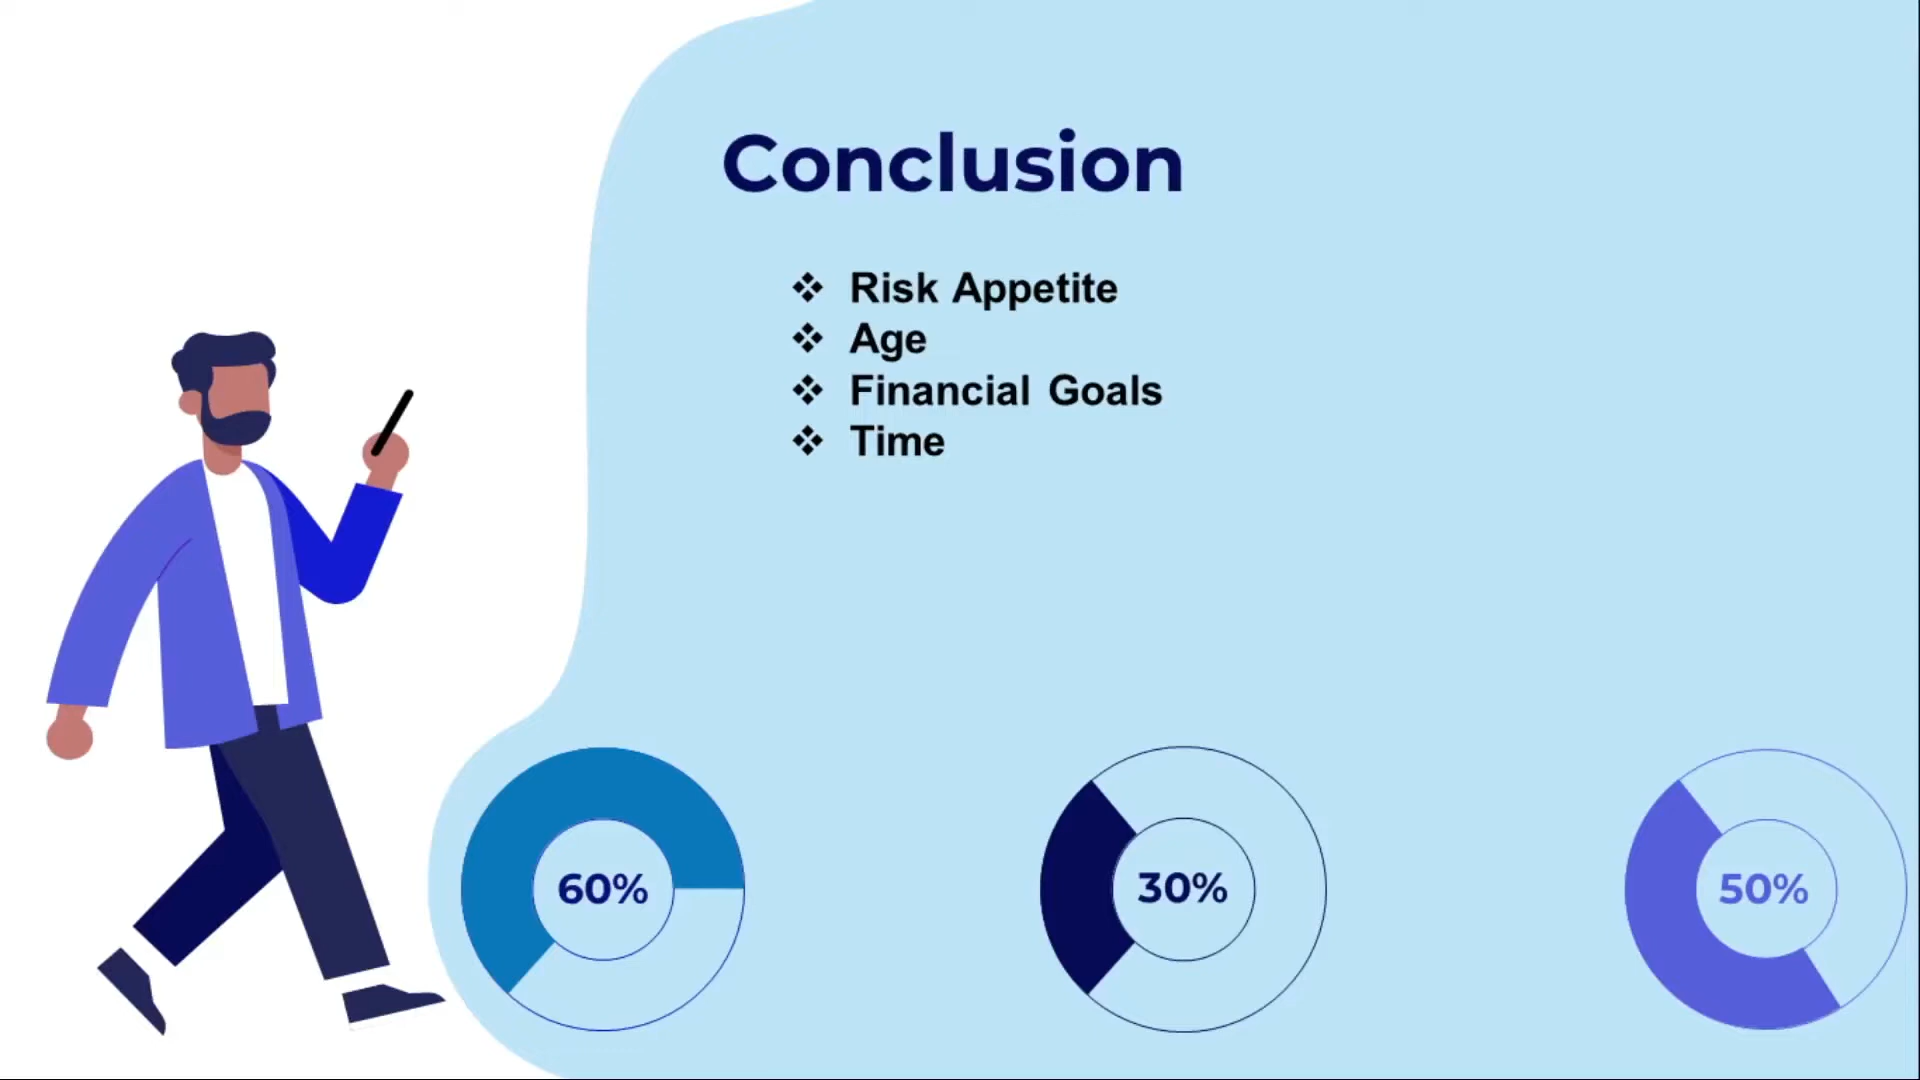 Conclusion
❖ Risk Appetite
❖ Age
❖ Financial Goals
❖ Time
60%
30%
50%